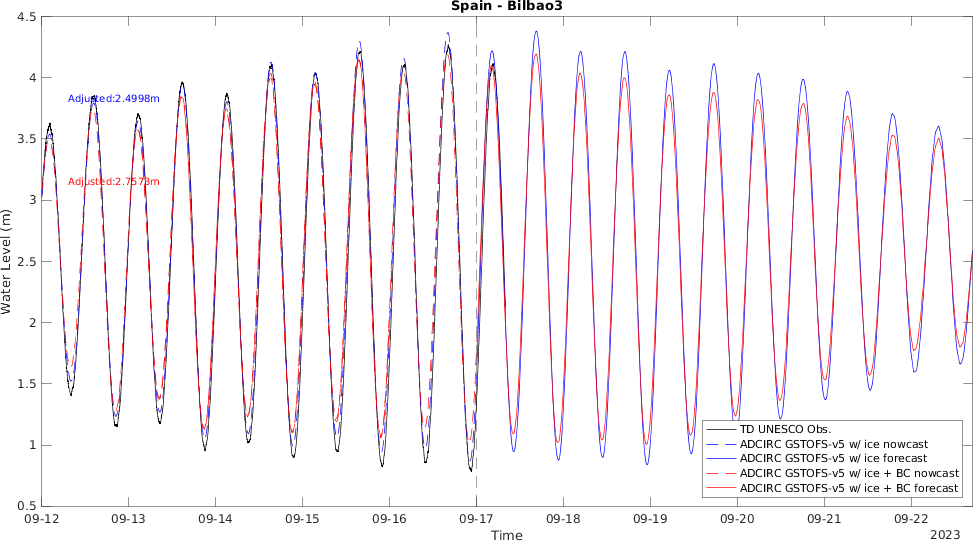 Spain - Bilbao3
4.5
4
3.5
3
2.5
2
1.5
1
0.5
Water Level (m)
Adjusted:2.4998m
Adjusted:2.7573m
TD UNESCO Obs.
ADCIRC GSTOFS-v5 w/ ice nowcast
ADCIRC GSTOFS-v5 w/ ice forecast
ADCIRC GSTOFS-v5 w/ ice + BC nowcast
ADCIRC GSTOFS-v5 w/ ice + BC forecast
09-12 09-13 09-14 09-15 09-16 09-17 09-18 09-19 09-20 09-21 09-22
Time
2023